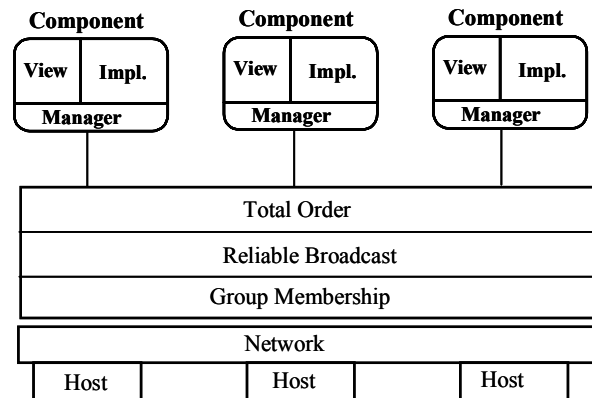 Component Component Component
View Impl. View Impl. View Impl.
Manager Manager Manager
Total Order
Reliable Broadcast
Group Membership
Network
Host Host Host